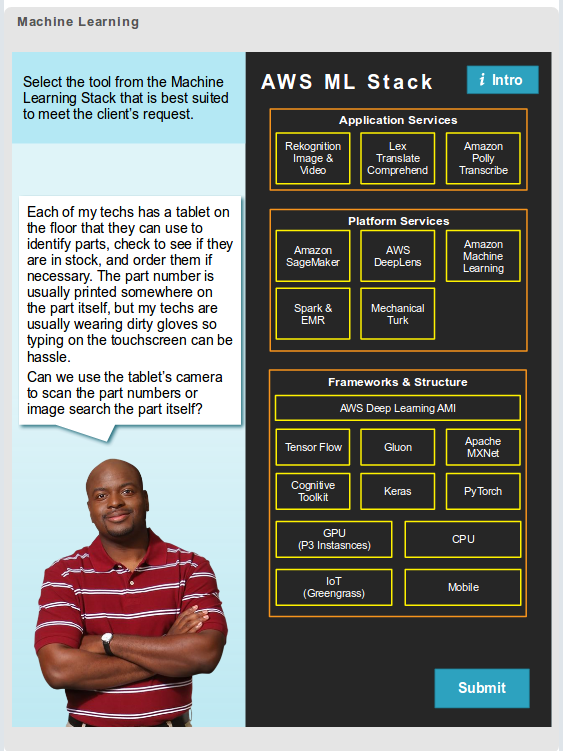 Machine Learning
Select the tool from the Machine
Learning Stack that is best suited
to meet the client's request.
Each of my techs has a tablet on
the floor that they can use to
identify parts, check to see if they
are in stock, and order them if
necessary. The part number is
usually printed somewhere on
the part itself, but my techs are
usually wearing dirty gloves so
typing on the touchscreen can be
hassle.
Can we use the tablet's camera
to scan the part numbers or
image search the part itself?
AWS ML Stack
i Intro
Application Services
Rekognition
Image &
Video
Lex
Translate
Comprehend
Amazon
Polly
Transcribe
Platform Services
Amazon
SageMaker
AWS
DeepLens
Amazon
Machine
Learning
Spark &
EMR
Mechanical
Turk
Frameworks & Structure
AWS Deep Learning AMI
Tensor Flow
Gluon
Apache
MXNet
Cognitive
Toolkit
Keras
PyTorch
GPU
(P3 Instasnces)
CPU
IoT
(Greengrass)
Mobile
Submit